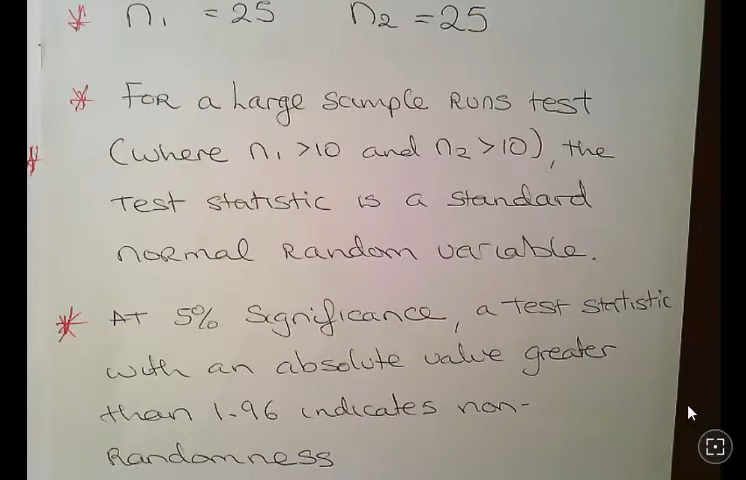 * n₁ = 25 n₂ = 25
* For a large sample runs test
(where n₁ >10 and n₂ >10), the
test statistic is a standard
normal random variable.
* At 5% significance, a test statistic
with an absolute value greater
than 1.96 indicates non-
randomness